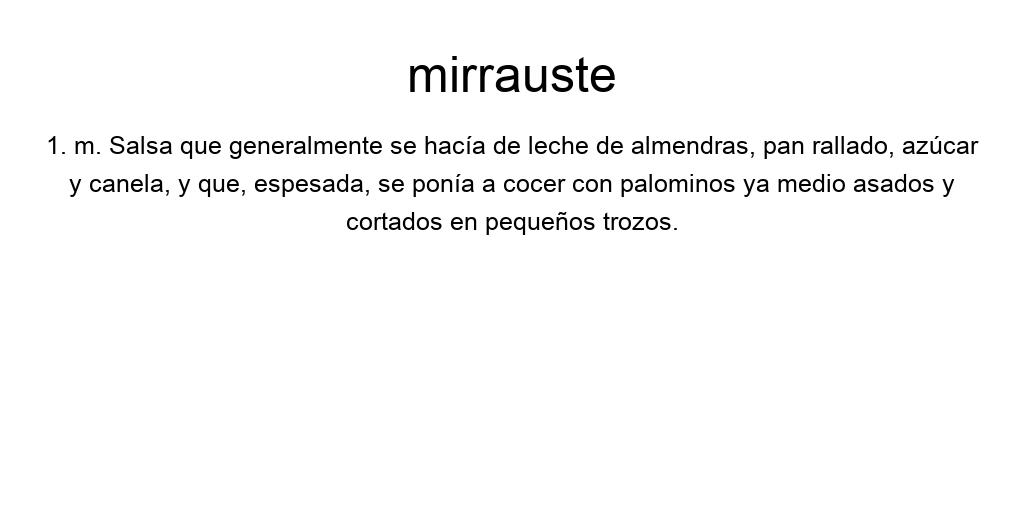 mirrauste
1. m. Salsa que generalmente se hacía de leche de almendras, pan rallado, azúcar
y canela, y que, espesada, se ponía a cocer con palominos ya medio asados y
cortados en pequeños trozos.